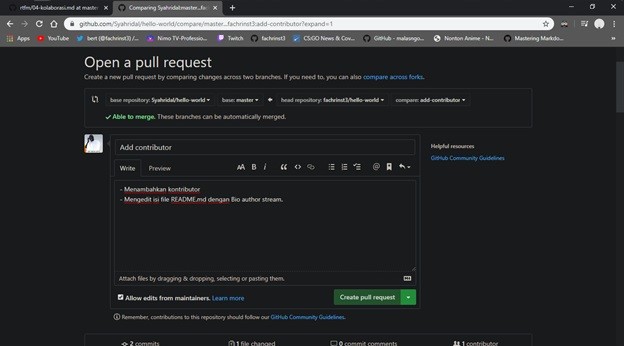 rtfm/04-kolaborasi.md at master
Comparing Syahridal:master...fach
github.com/Syahridal/hello-world/compare/master...fachrinst3:add-contributor?expand=1
Apps YouTube bert (@fachrinst3) /... Nimo TV-Professio... Twitch fachrinst3 CS:GO News & Cov... GitHub - malasngo... Nonton Anime - N... Mastering Markdo...
Open a pull request
Create a new pull request by comparing changes across two branches. If you need to, you can also compare across forks.
base repository: Syahridal/hello-world base: master head repository: fachrinst3/hello-world compare: add-contributor
Able to merge. These branches can be automatically merged.
Add contributor
Helpful resources
GitHub Community Guidelines
Write Preview
- Menambahkan kontributor
- Mengedit isi file README.md dengan Bio author stream.
Attach files by dragging & dropping, selecting or pasting them.
Allow edits from maintainers. Learn more
Create pull request
Remember, contributions to this repository should follow our GitHub Community Guidelines.
2 commits 1 file changed 0 commit comments 1 contributor